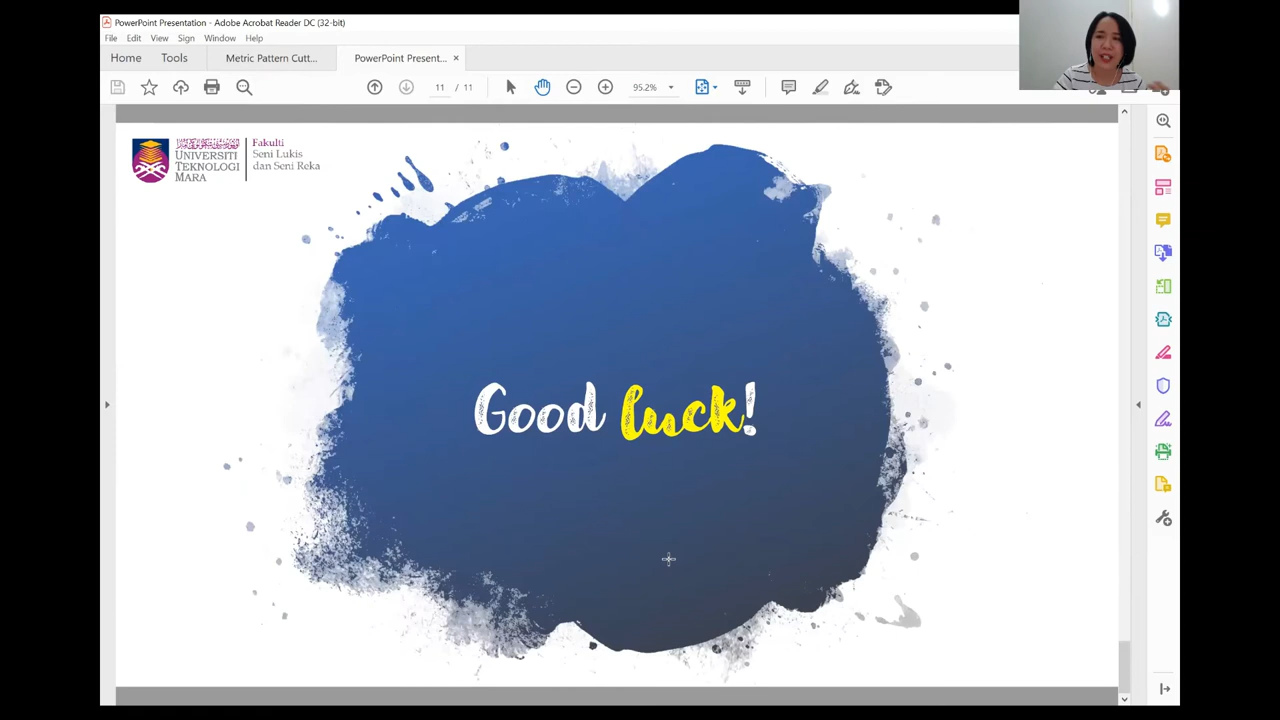 PowerPoint Presentation - Adobe Acrobat Reader DC (32-bit)
File Edit View Sign Window Help
Home Tools Metric Pattern Cutt... PowerPoint Present... ×
11 / 11 95.2%
UNIVERSITI
TEKNOLOGI
MARA
Fakulti
Seni Lukis
dan Seni Reka
Good luck!